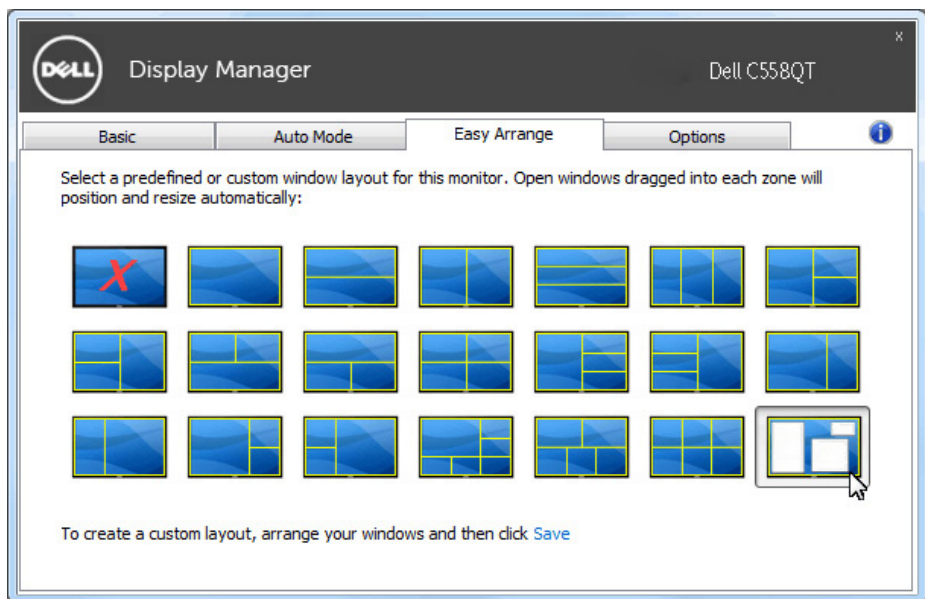 x
DELL
Display Manager
Dell C558QT
Basic
Auto Mode
Easy Arrange
Options
i
Select a predefined or custom window layout for this monitor. Open windows dragged into each zone will
position and resize automatically:
X
To create a custom layout, arrange your windows and then click Save